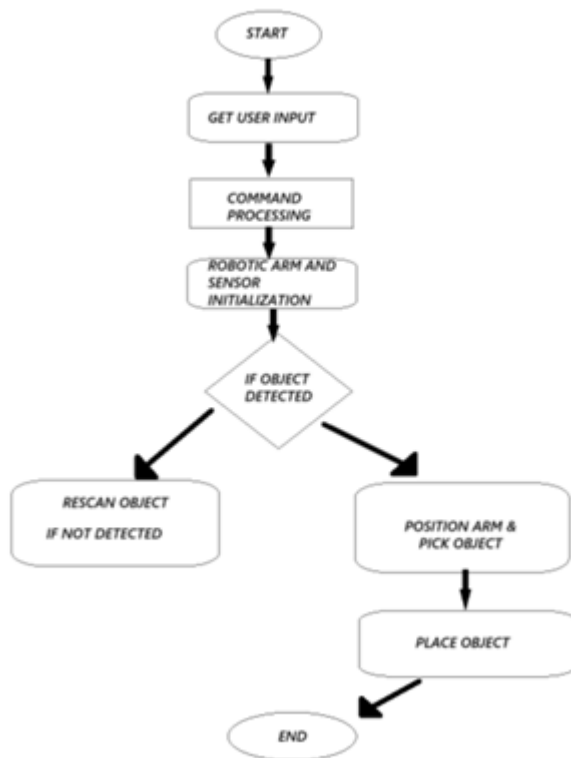 START
GET USER INPUT
COMMAND
PROCESSING
ROBOTIC ARM AND
SENSOR
INITIALIZATION
IF OBJECT
DETECTED
RESCAN OBJECT
IF NOT DETECTED
POSITION ARM &
PICK OBJECT
PLACE OBJECT
END